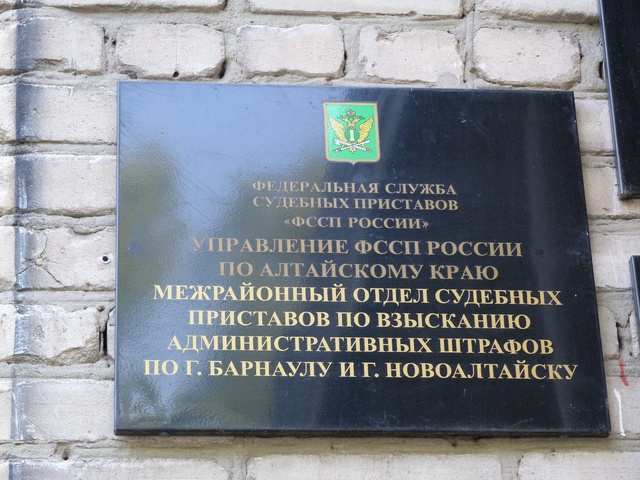 ФЕДЕРАЛЬНАЯ СЛУЖБА
СУДЕБНЫХ ПРИСТАВОВ
«ФССП РОССИИ»
УПРАВЛЕНИЕ ФССП РОССИИ
ПО АЛТАЙСКОМУ КРАЮ
МЕЖРАЙОННЫЙ ОТДЕЛ СУДЕБНЫХ
ПРИСТАВОВ ПО ВЗЫСКАНИЮ
АДМИНИСТРАТИВНЫХ ШТРАФОВ
ПО Г. БАРНАУЛУ И Г. НОВОАЛТАЙСКУ